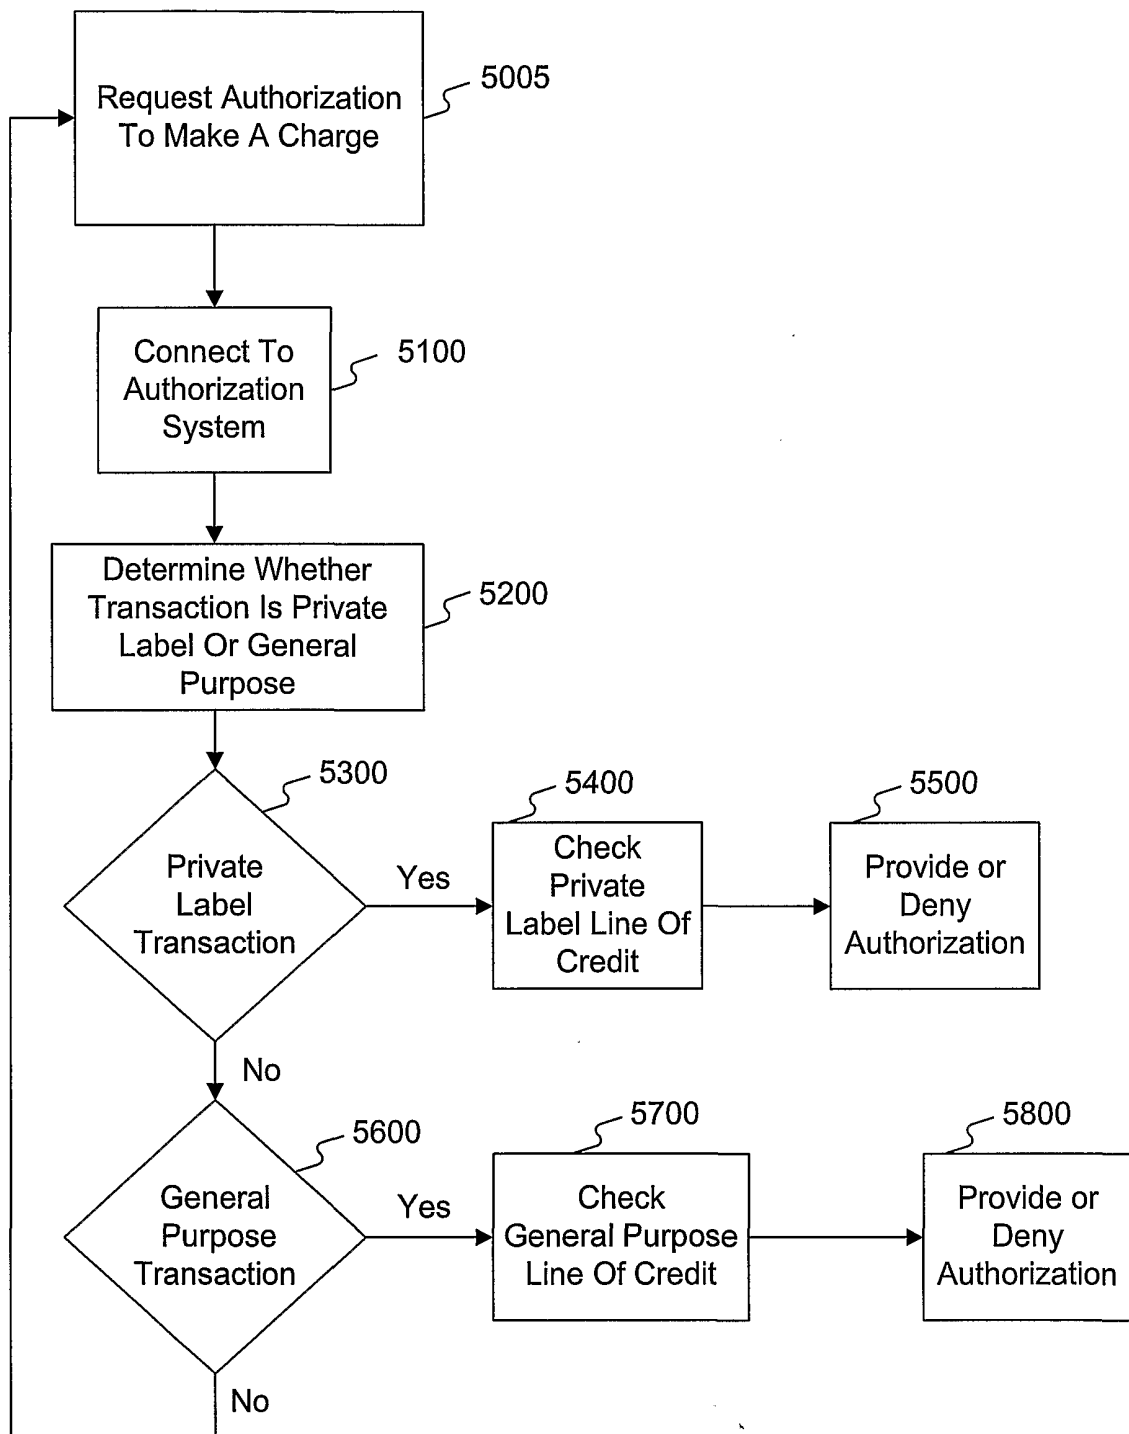 Request Authorization
To Make A Charge
5005
Connect To
Authorization
System
5100
Determine Whether
Transaction Is Private
Label Or General
Purpose
5200
5300
Private
Label
Transaction
Yes
5400
Check
Private
Label Line Of
Credit
5500
Provide or
Deny
Authorization
No
5600
General
Purpose
Transaction
Yes
5700
Check
General Purpose
Line Of Credit
5800
Provide or
Deny
Authorization
No